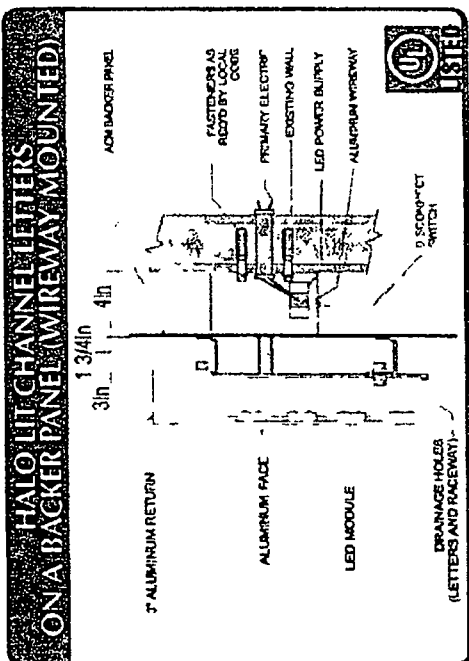 HALO LIT CHANNEL LETTERS
ON A BACKER PANEL (WIREWAY MOUNTED)
3in 1 3/4in 4in
ACM BACKER PANEL
FASTENERS AS
REQ'D BY LOCAL
CODE
PRIMARY ELECTRIC
EXISTING WALL
LED POWER SUPPLY
ALUMINUM WIREWAY
DISCONNECT
SWITCH
3" ALUMINUM RETURN
ALUMINUM FACE
LED MODULE
DRAINAGE HOLES
(LETTERS AND RACEWAY)
UL
LISTED